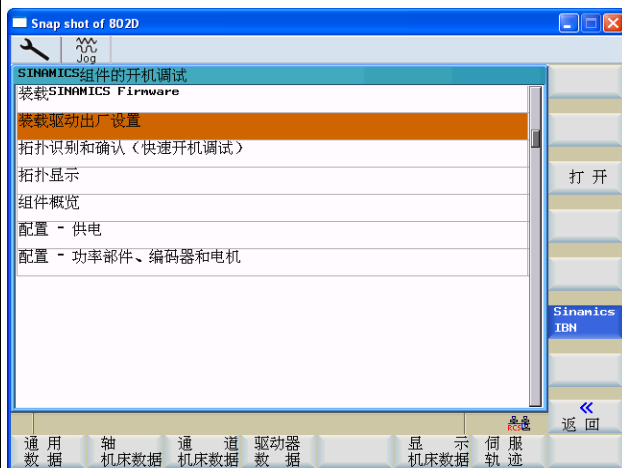 Snap shot of 802D
Jog
SINAMICS组件的开机调试
装载SINAMICS Firmware
装载驱动出厂设置
拓扑识别和确认（快速开机调试）
拓扑显示
组件概览
配置 - 供电
配置 - 功率部件、编码器和电机
打 开
Sinamics
IBN
RCS
返 回
通 用
数 据
轴
机床数据
通 道
机床数据
驱动器
数 据
显 示
机床数据
伺 服
轨 迹